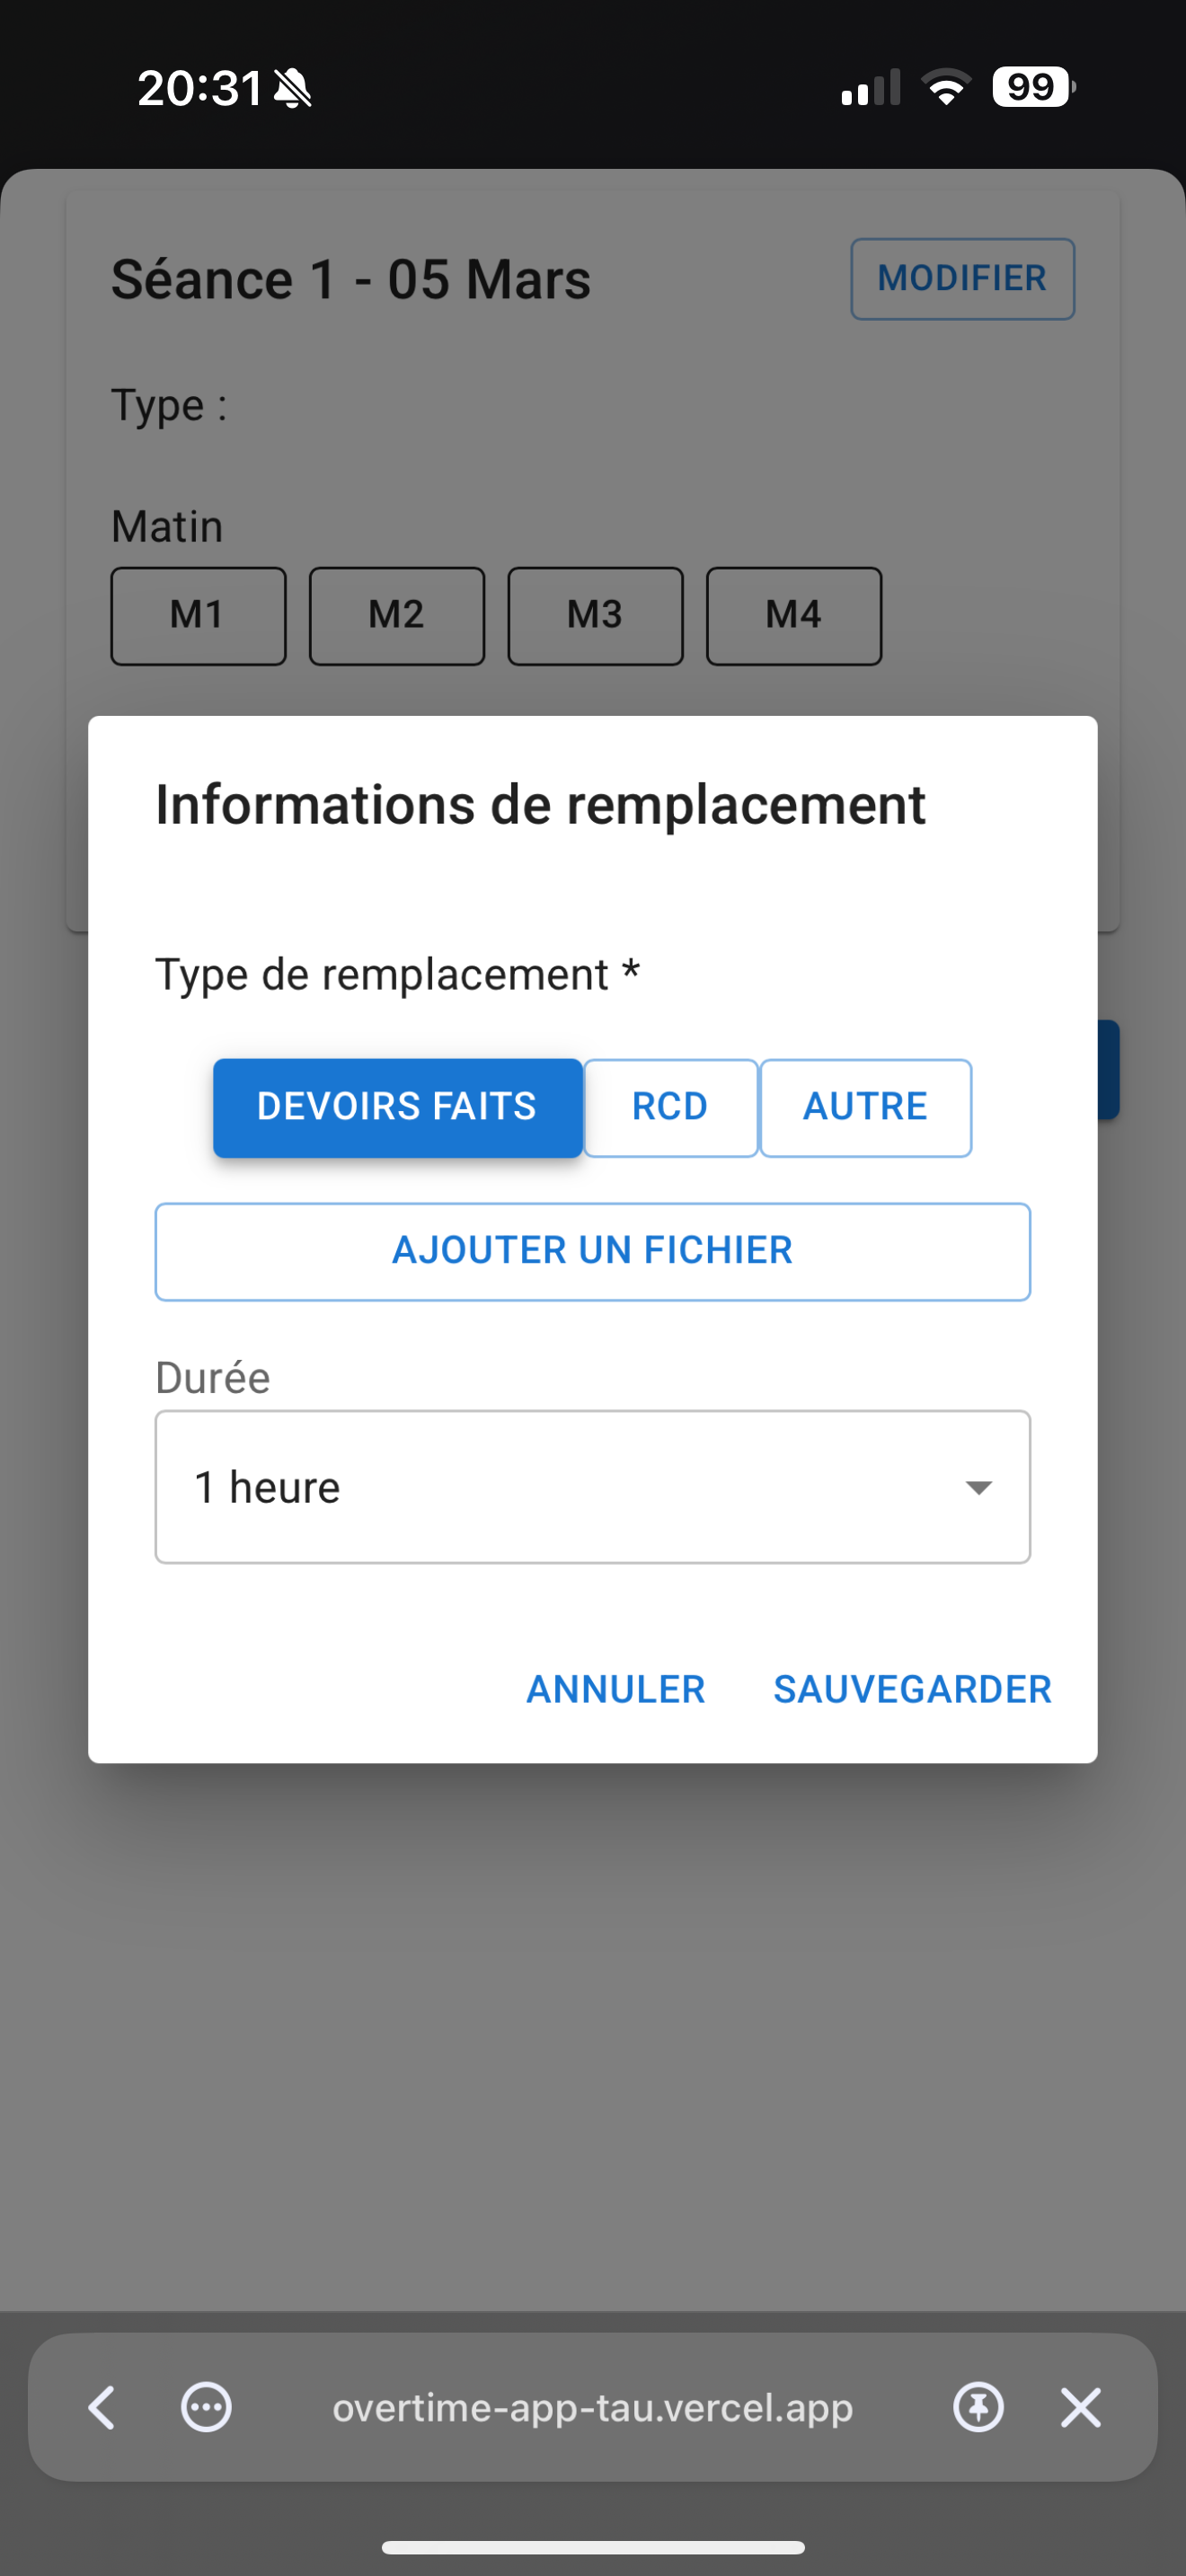 20:31
99
Séance 1 - 05 Mars
MODIFIER
Type :
Matin
M1 M2 M3 M4
Informations de remplacement
Type de remplacement *
DEVOIRS FAITS RCD AUTRE
AJOUTER UN FICHIER
Durée
1 heure
ANNULER SAUVEGARDER
overtime-app-tau.vercel.app